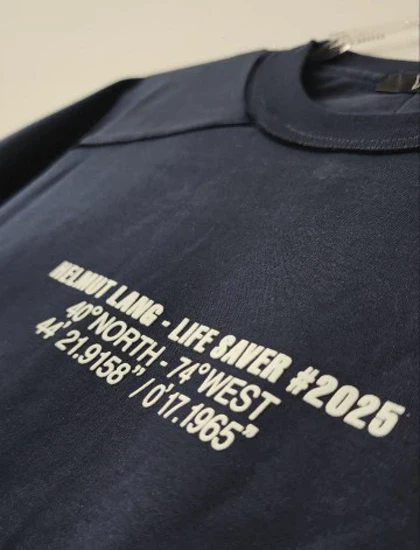 HELMUT LANG - LIFE SAVER #2025
40°NORTH - 74°WEST
44'21.9158” / 0'17.1965”